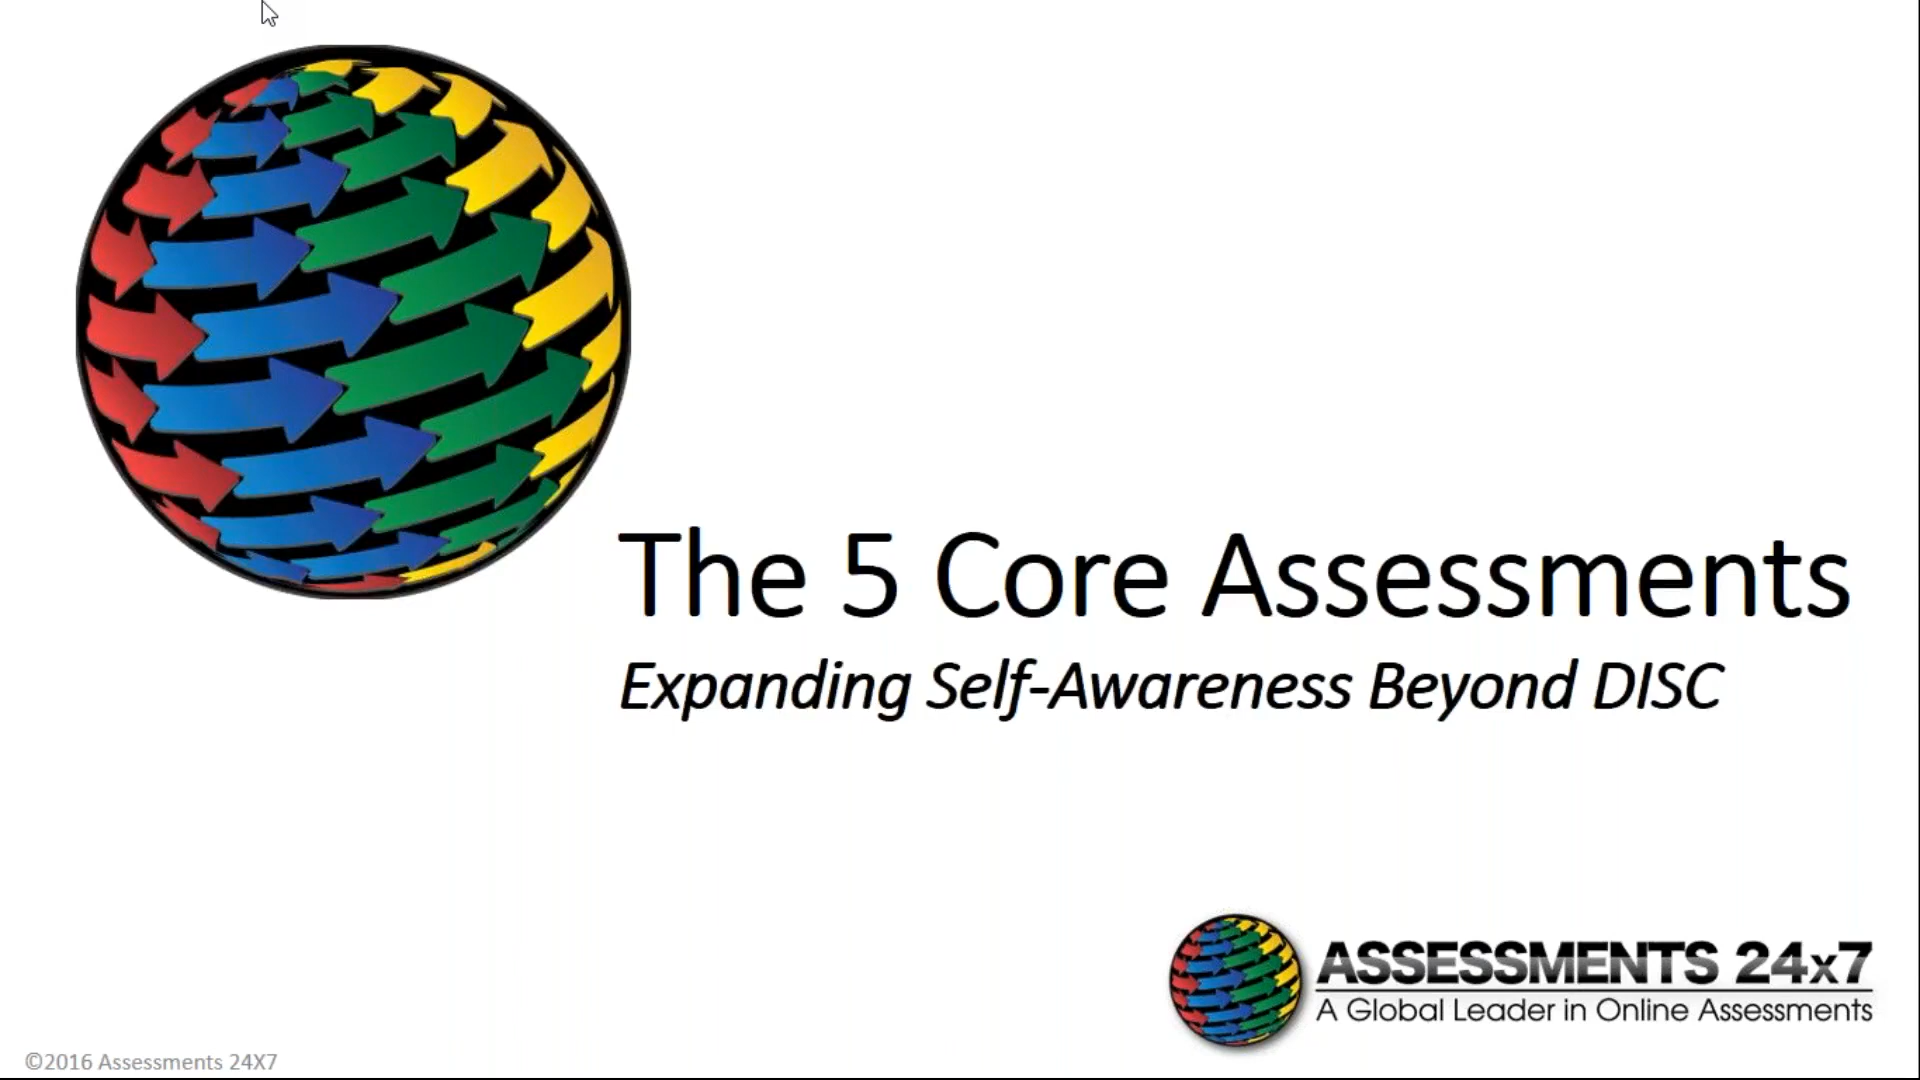 The 5 Core Assessments
Expanding Self-Awareness Beyond DISC
ASSESSMENTS 24x7
A Global Leader in Online Assessments
©2016 Assessments 24X7